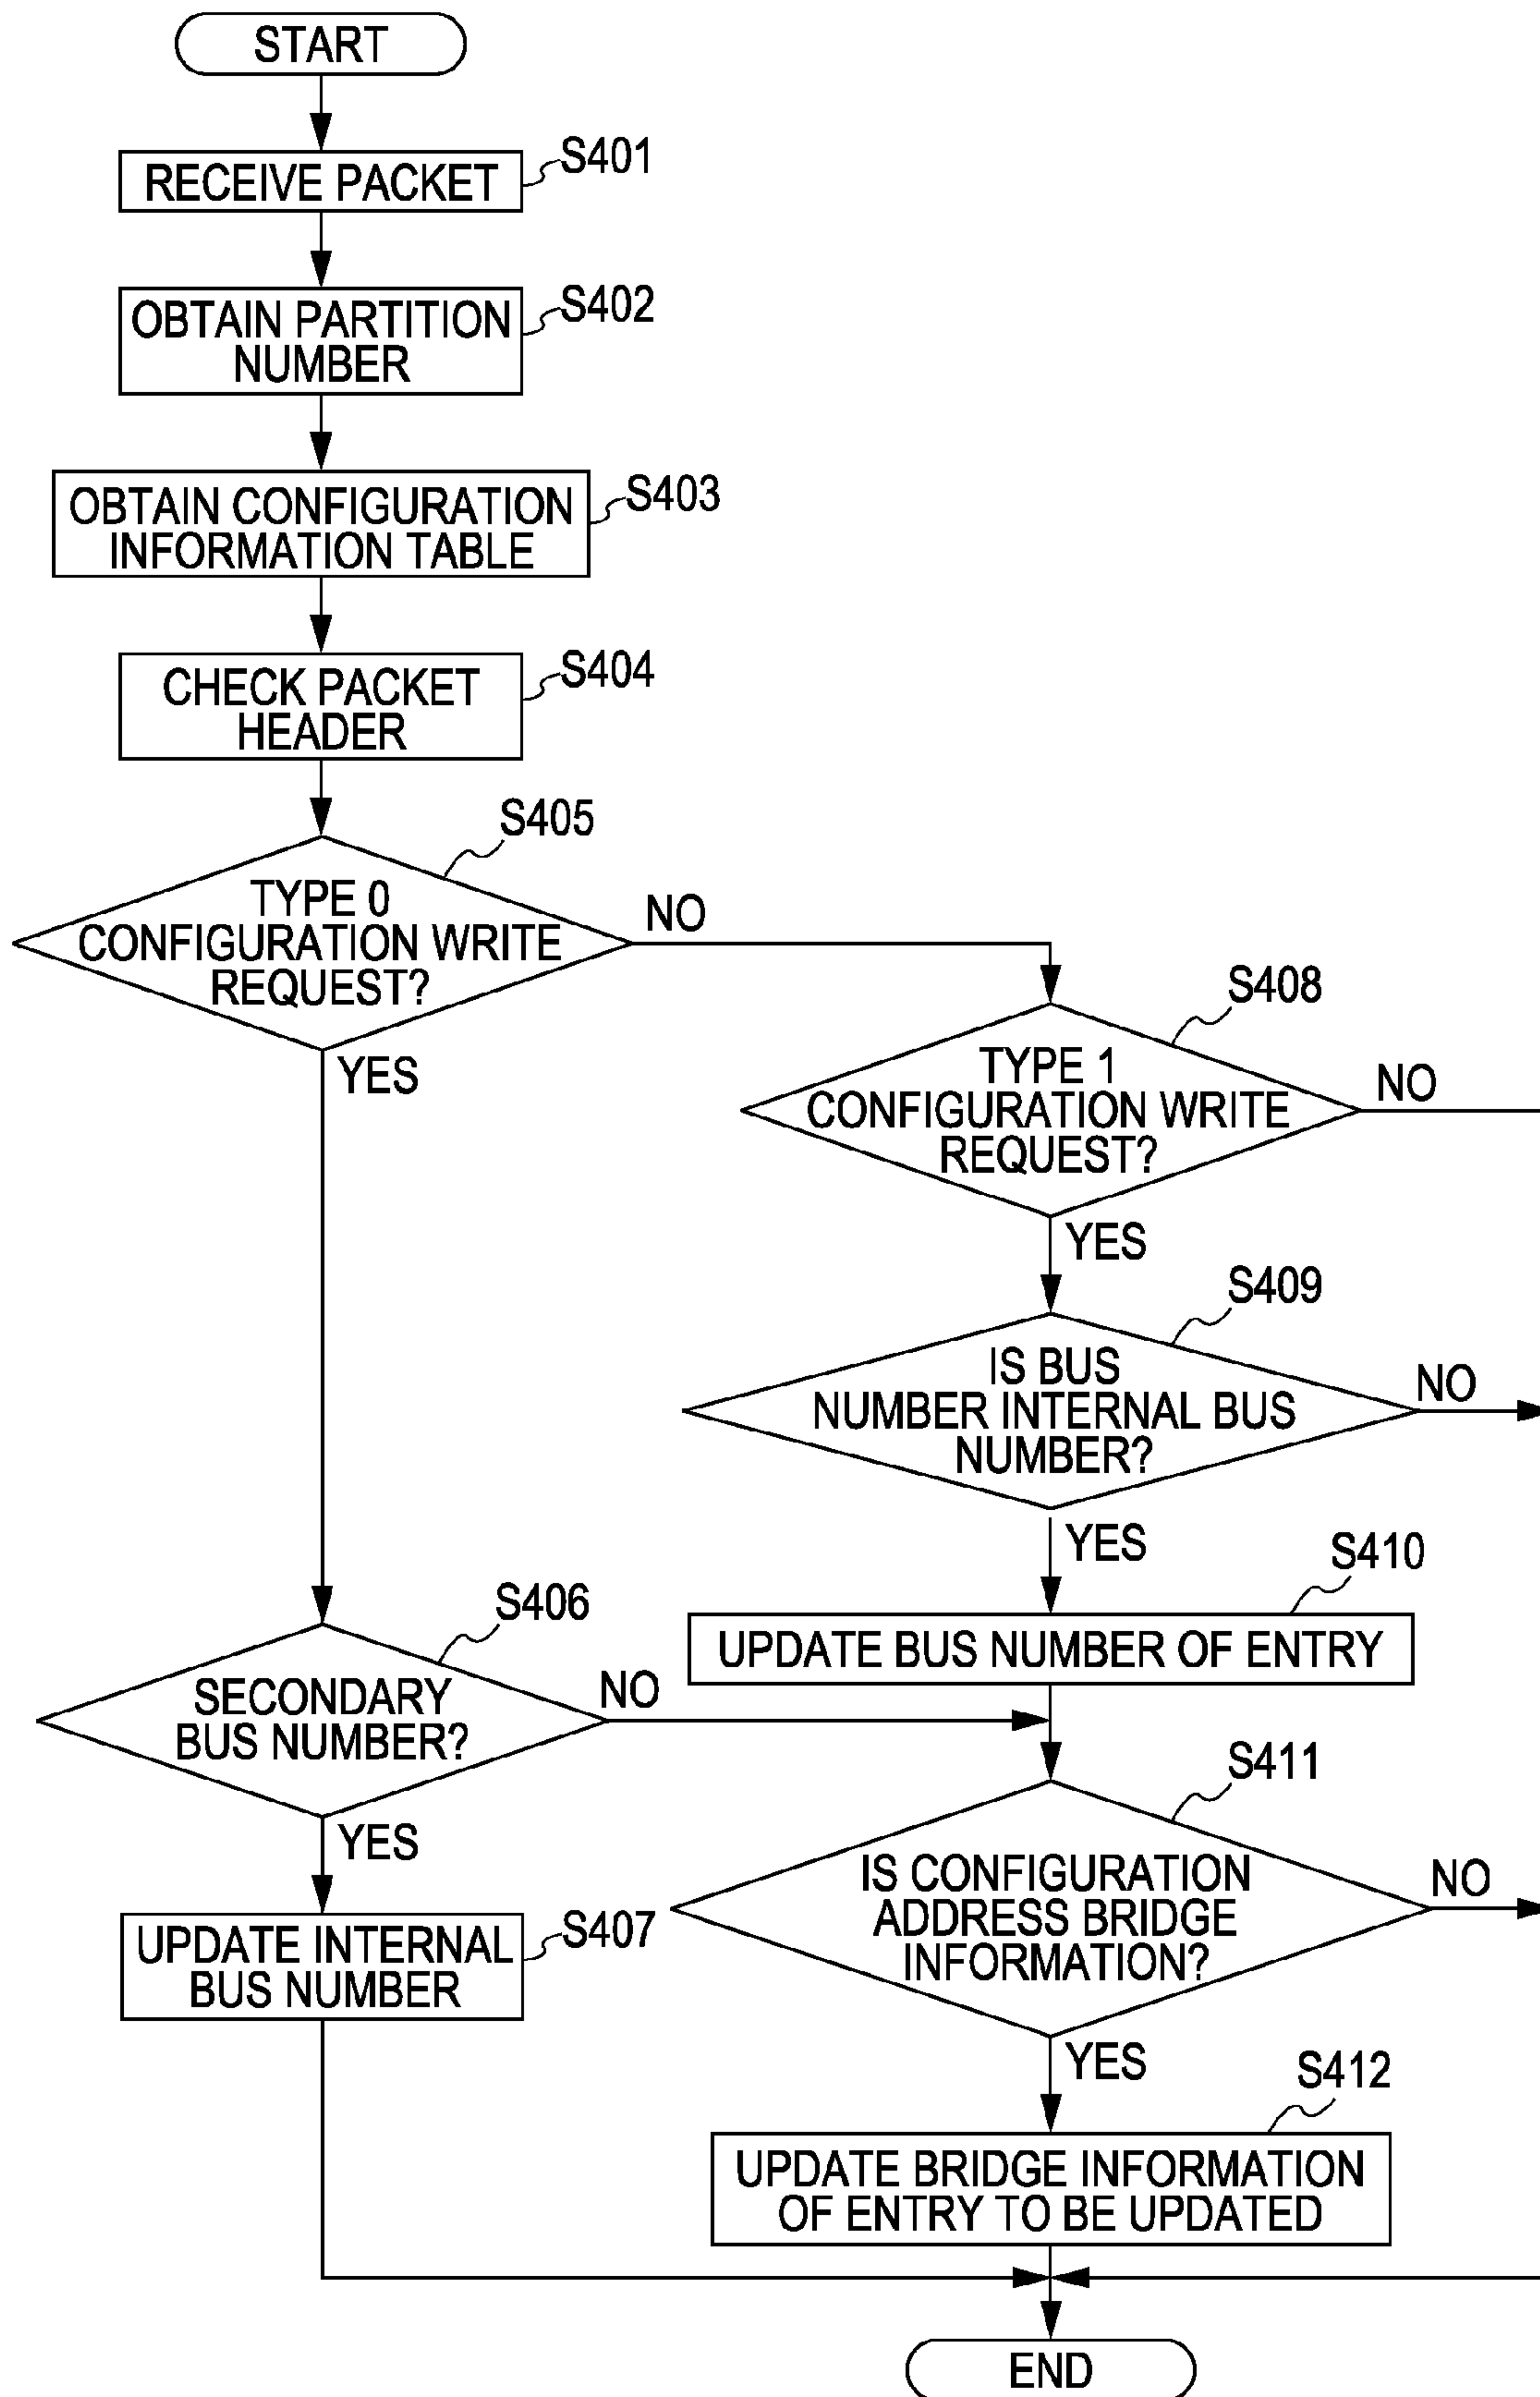 START
RECEIVE PACKET
S401
OBTAIN PARTITION
NUMBER
S402
OBTAIN CONFIGURATION
INFORMATION TABLE
S403
CHECK PACKET
HEADER
S404
S405
TYPE 0
CONFIGURATION WRITE
REQUEST?
NO
YES
S408
TYPE 1
CONFIGURATION WRITE
REQUEST?
NO
YES
S409
IS BUS
NUMBER INTERNAL BUS
NUMBER?
NO
YES
S410
UPDATE BUS NUMBER OF ENTRY
S406
SECONDARY
BUS NUMBER?
NO
YES
S407
UPDATE INTERNAL
BUS NUMBER
S411
IS CONFIGURATION
ADDRESS BRIDGE
INFORMATION?
NO
YES
S412
UPDATE BRIDGE INFORMATION
OF ENTRY TO BE UPDATED
END